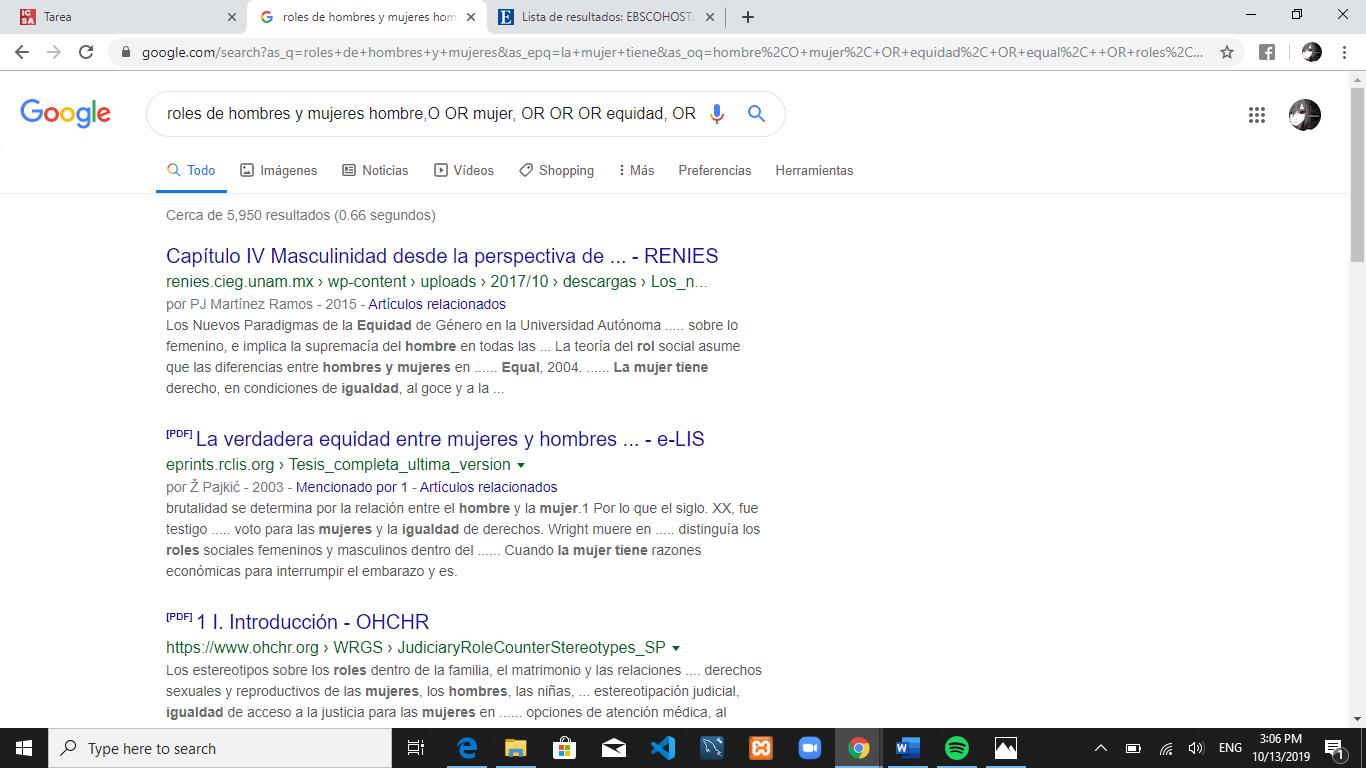 IC SA Tarea
roles de hombres y mujeres hom
Lista de resultados: EBSCOHOST:
google.com/search?as_q=roles+de+hombres+y+mujeres&as_epq=la+mujer+tiene&as_oq=hombre%2CO+mujer%2C+OR+equidad%2C+OR+equal%2C++OR+roles%2C...
Google
roles de hombres y mujeres hombre,O OR mujer, OR OR OR equidad, OR
Todo Imágenes Noticias Vídeos Shopping Más Preferencias Herramientas
Cerca de 5,950 resultados (0.66 segundos)
Capítulo IV Masculinidad desde la perspectiva de ... - RENIES
renies.cieg.unam.mx › wp-content › uploads › 2017/10 › descargas › Los_n...
por PJ Martínez Ramos - 2015 - Artículos relacionados
Los Nuevos Paradigmas de la Equidad de Género en la Universidad Autónoma ..... sobre lo
femenino, e implica la supremacía del hombre en todas las ... La teoría del rol social asume
que las diferencias entre hombres y mujeres en ...... Equal, 2004. ...... La mujer tiene
derecho, en condiciones de igualdad, al goce y a la ...
[PDF] La verdadera equidad entre mujeres y hombres ... - e-LIS
eprints.rclis.org › Tesis_completa_ultima_version
por Ž Pajkić - 2003 - Mencionado por 1 - Artículos relacionados
brutalidad se determina por la relación entre el hombre y la mujer.1 Por lo que el siglo. XX, fue
testigo ..... voto para las mujeres y la igualdad de derechos. Wright muere en ..... distinguía los
roles sociales femeninos y masculinos dentro del ...... Cuando la mujer tiene razones
económicas para interrumpir el embarazo y es.
[PDF] 1 I. Introducción - OHCHR
https://www.ohchr.org › WRGS › JudiciaryRoleCounterStereotypes_SP
Los estereotipos sobre los roles dentro de la familia, el matrimonio y las relaciones .... derechos
sexuales y reproductivos de las mujeres, los hombres, las niñas, ... estereotipación judicial,
igualdad de acceso a la justicia para las mujeres en ...... opciones de atención médica, al
Type here to search
ENG
3:06 PM
10/13/2019
1